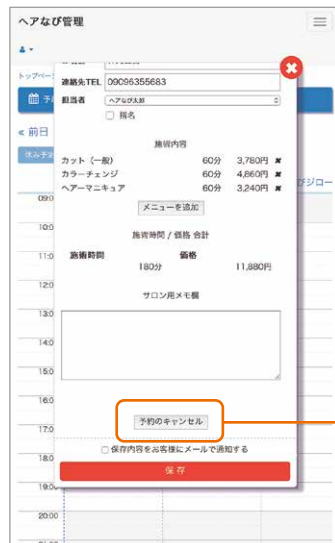 ヘアなび管理
トップペー
連絡先TEL 09096355683
担当者 ヘアなび太郎
指名
« 前日
休み予
びジロー
施術内容
カット（一般） 60分 3,780円 ✖
カラーチェンジ 60分 4,860円 ✖
ヘアーマニキュア 60分 3,240円 ✖
メニューを追加
施術時間 / 価格 合計
施術時間 価格
180分 11,880円
サロン用メモ欄
09:0
10:0
11:0
12:0
13:0
14:0
15:0
16:0
17:0
18:0
19:00
20:00
予約のキャンセル
保存内容をお客様にメールで通知する
保存